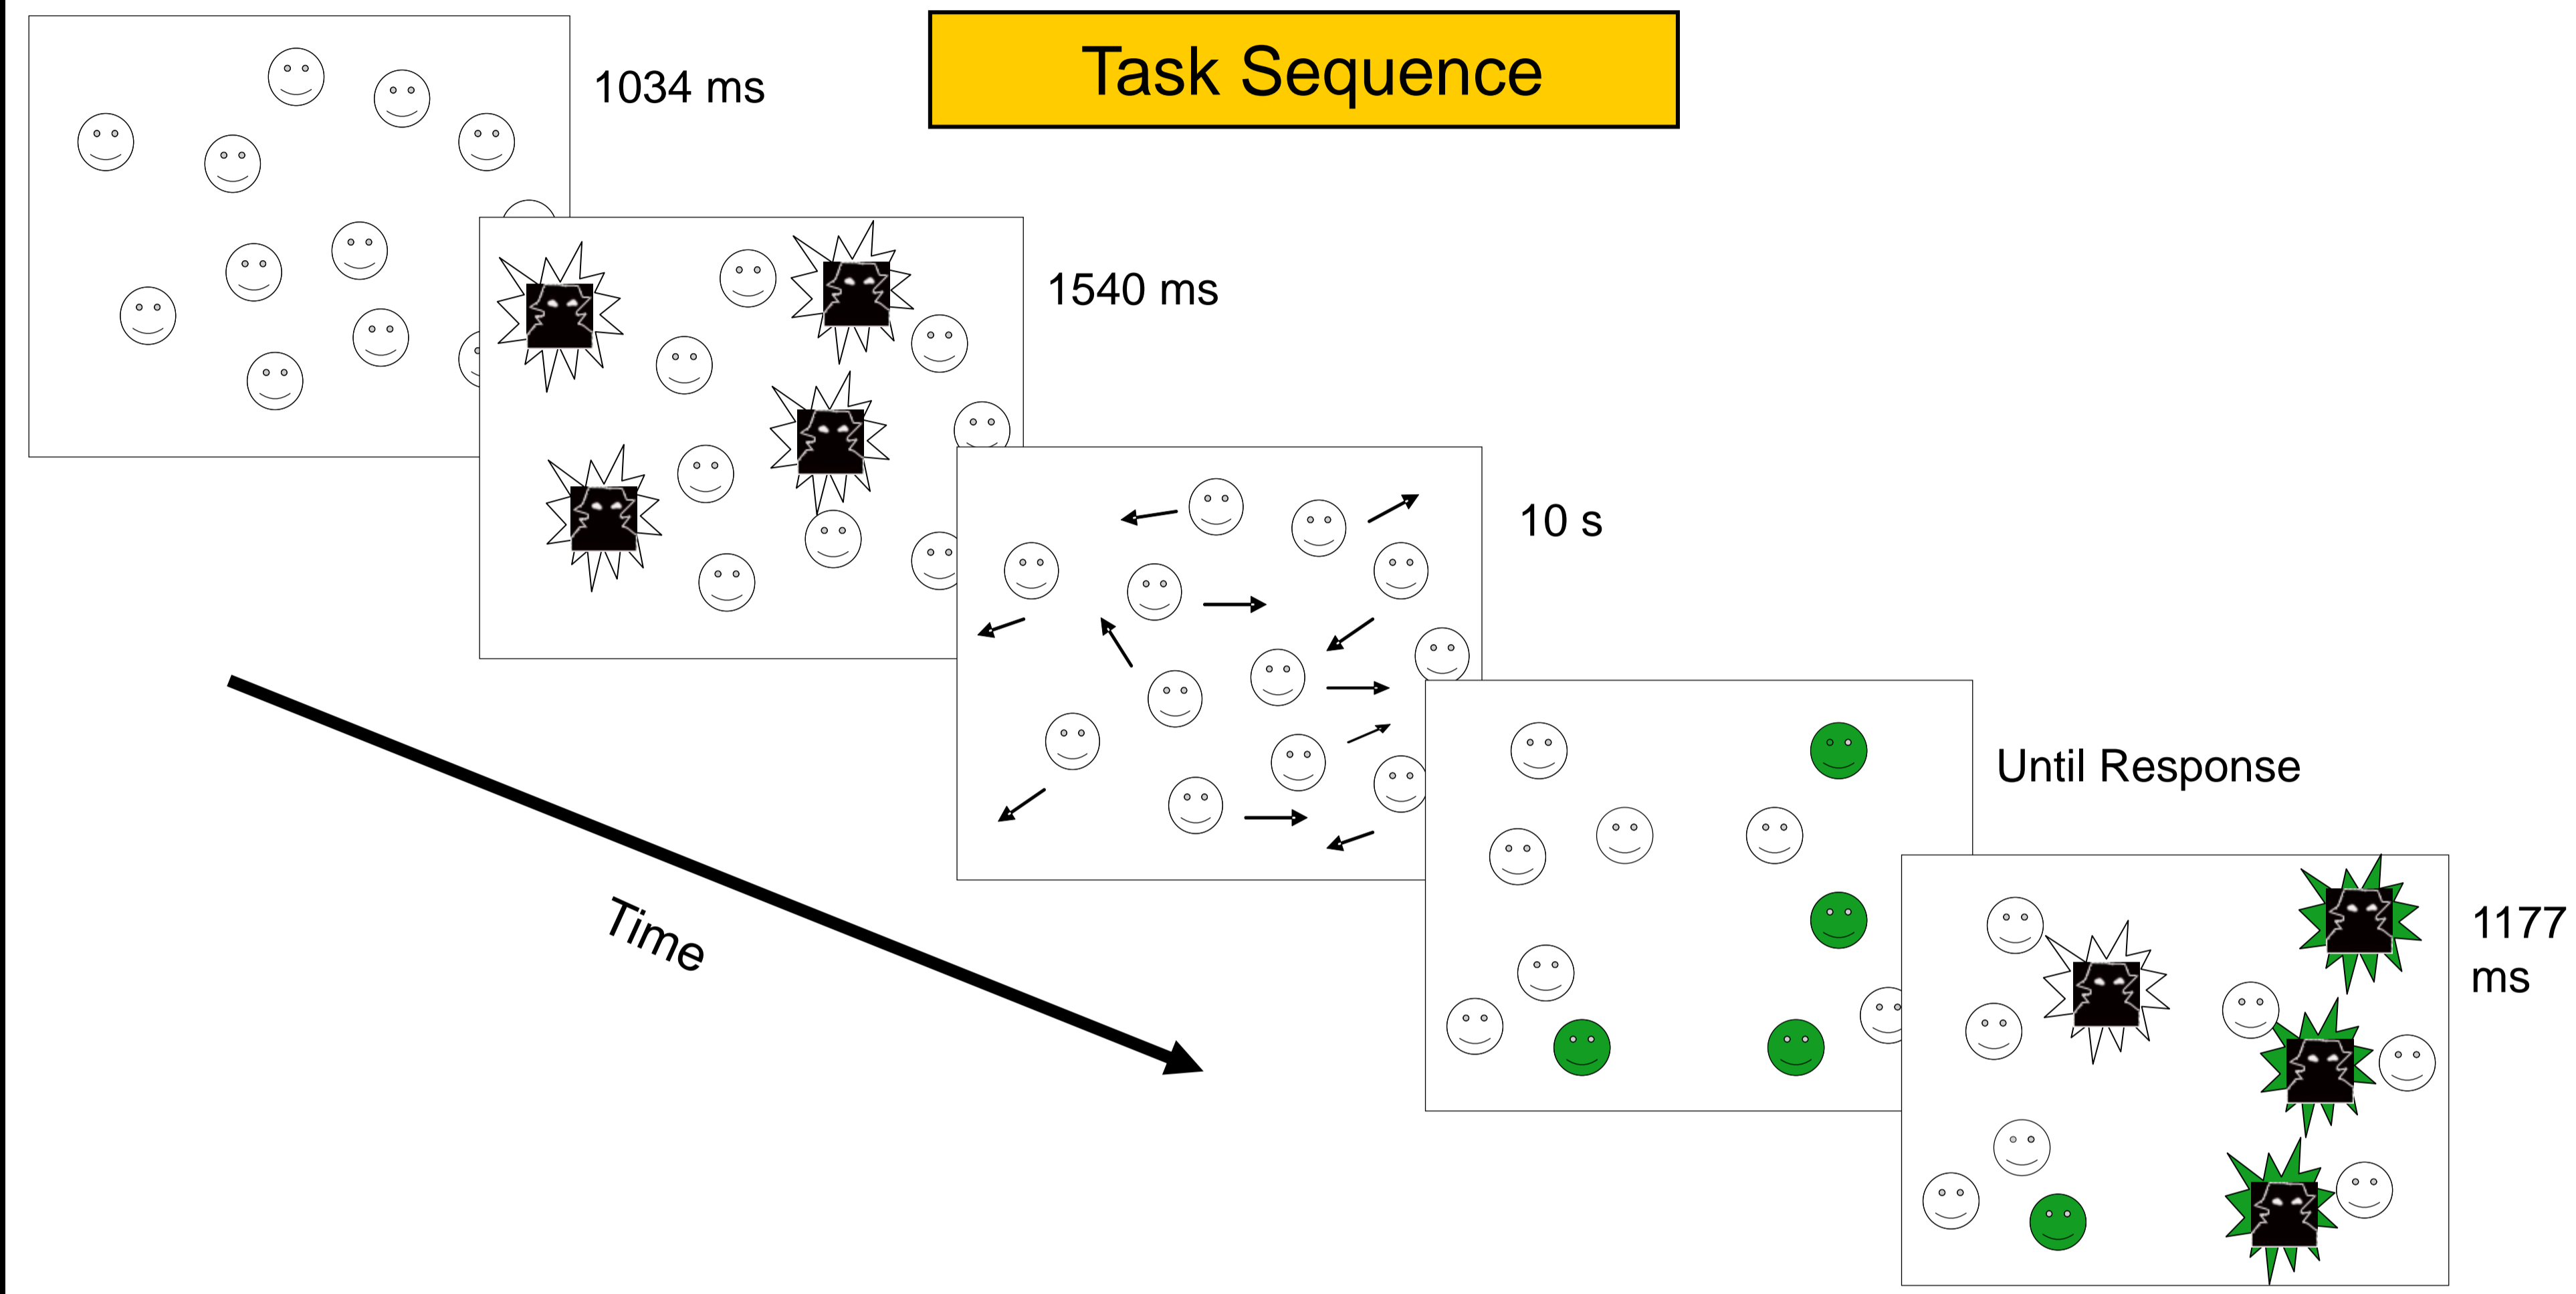 Task Sequence
1034 ms
1540 ms
10 s
Until Response
1177
ms
Time